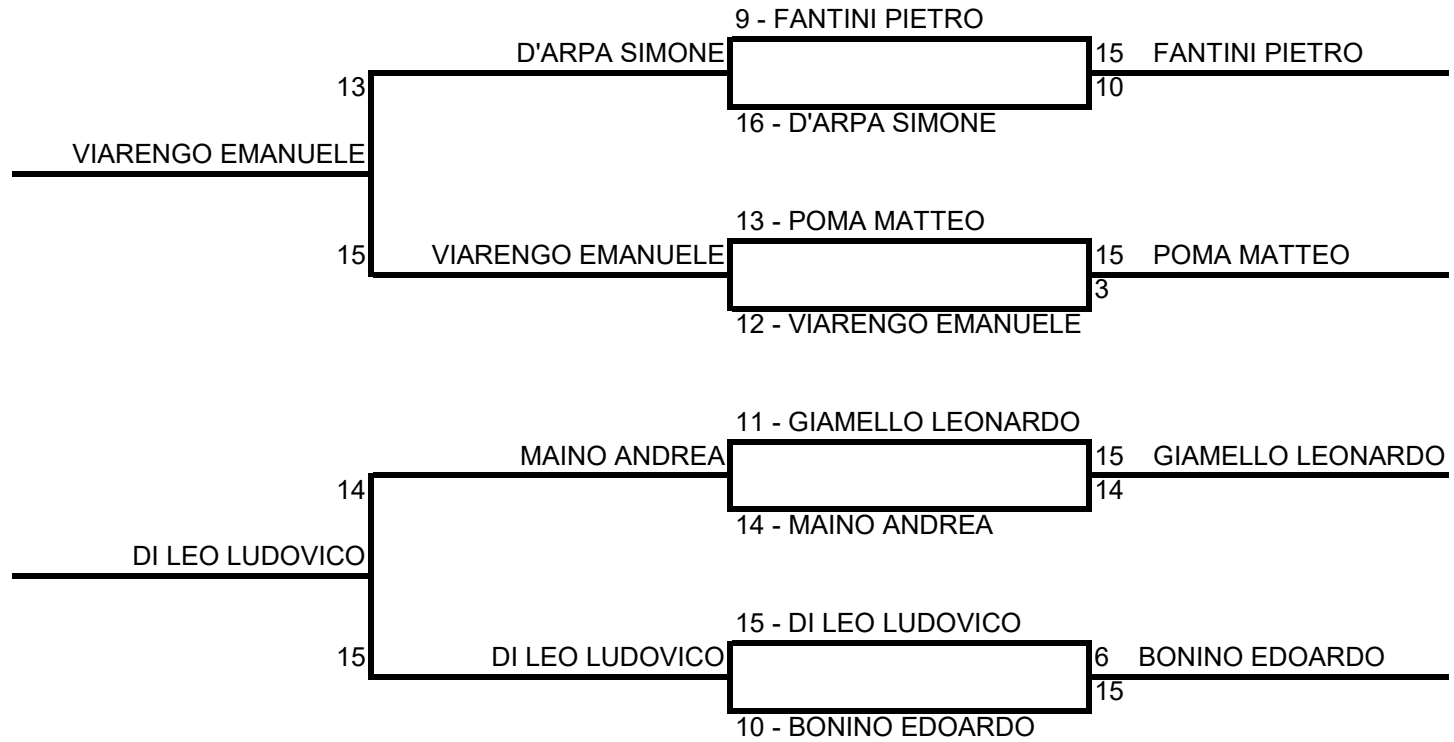 9 - FANTINI PIETRO
D'ARPA SIMONE
15 FANTINI PIETRO
13
10
16 - D'ARPA SIMONE
VIARENGO EMANUELE
13 - POMA MATTEO
15
VIARENGO EMANUELE
15 POMA MATTEO
3
12 - VIARENGO EMANUELE
11 - GIAMELLO LEONARDO
MAINO ANDREA
15 GIAMELLO LEONARDO
14
14
14 - MAINO ANDREA
DI LEO LUDOVICO
15 - DI LEO LUDOVICO
15
DI LEO LUDOVICO
6 BONINO EDOARDO
15
10 - BONINO EDOARDO